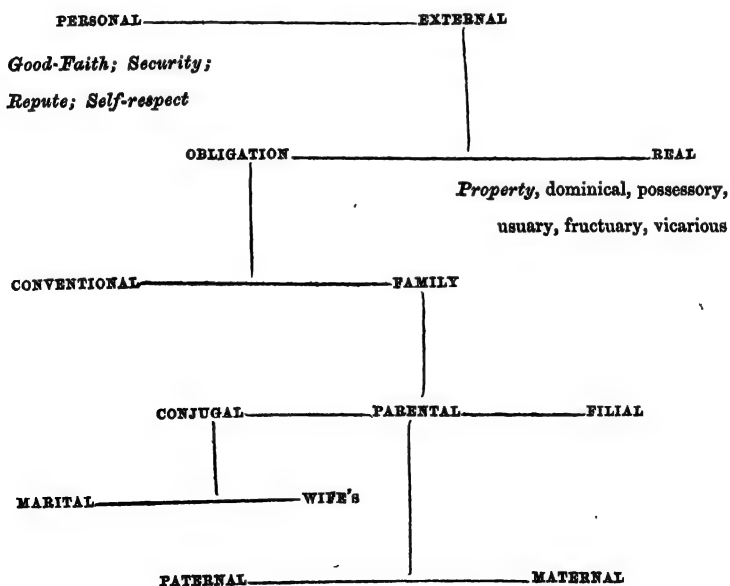 PERSONAL EXTERNAL
Good-Faith; Security;
Repute; Self-respect
OBLIGATION REAL
Property, dominical, possessory,
usuary, fructuary, vicarious
CONVENTIONAL FAMILY
CONJUGAL PARENTAL FILIAL
MARITAL WIFE'S
PATERNAL MATERNAL